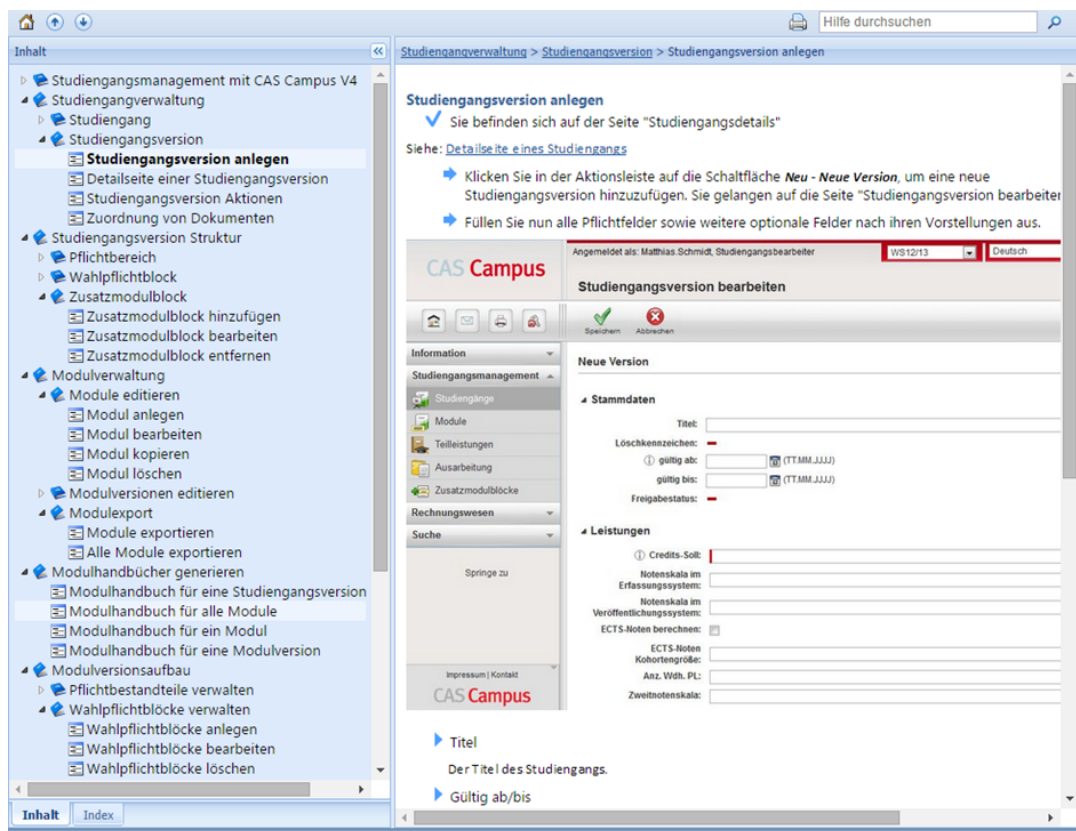 Hilfe durchsuchen
Inhalt
Studiengangsmanagement mit CAS Campus V4
Studiengangverwaltung
Studiengang
Studiengangsversion
Studiengangsversion anlegen
Detailseite einer Studiengangsversion
Studiengangsversion Aktionen
Zuordnung von Dokumenten
Studiengangsversion Struktur
Pflichtbereich
Wahlpflichtblock
Zusatzmodulblock
Zusatzmodulblock hinzufügen
Zusatzmodulblock bearbeiten
Zusatzmodulblock entfernen
Modulverwaltung
Module editieren
Modul anlegen
Modul bearbeiten
Modul kopieren
Modul löschen
Modulversionen editieren
Modulexport
Module exportieren
Alle Module exportieren
Modulhandbücher generieren
Modulhandbuch für eine Studiengangsversion
Modulhandbuch für alle Module
Modulhandbuch für ein Modul
Modulhandbuch für eine Modulversion
Modulversionsaufbau
Pflichtbestandteile verwalten
Wahlpflichtblöcke verwalten
Wahlpflichtblöcke anlegen
Wahlpflichtblöcke bearbeiten
Wahlpflichtblöcke löschen
Inhalt Index
Studiengangverwaltung > Studiengangsversion > Studiengangsversion anlegen
Studiengangsversion anlegen
Sie befinden sich auf der Seite "Studiengangsdetails"
Siehe: Detailseite eines Studiengangs
Klicken Sie in der Aktionsleiste auf die Schaltfläche Neu - Neue Version, um eine neue
Studiengangsversion hinzuzufügen. Sie gelangen auf die Seite "Studiengangsversion bearbeiter
Füllen Sie nun alle Pflichtfelder sowie weitere optionale Felder nach ihren Vorstellungen aus.
CAS Campus
Angemeldet als: Matthias Schmidt, Studiengangsbearbeiter WS12/13 Deutsch
Studiengangsversion bearbeiten
Speichern Abbrechen
Information
Studiengangsmanagement
Studiengänge
Module
Teilleistungen
Ausarbeitung
Zusatzmodulblöcke
Rechnungswesen
Suche
Springe zu
Impressum | Kontakt
CAS Campus
Neue Version
Stammdaten
Titel:
Löschkennzeichen:
gültig ab: (TT.MM.JJJJ)
gültig bis: (TT.MM.JJJJ)
Freigabestatus:
Leistungen
Credits-Soll:
Notenskala im
Erfassungssystem:
Notenskala im
Veröffentlichungssystem:
ECTS-Noten berechnen:
ECTS-Noten
Kohortengröße:
Anz. Wdh. PL:
Zweitnotenskala:
Titel
Der Titel des Studiengangs.
Gültig ab/bis